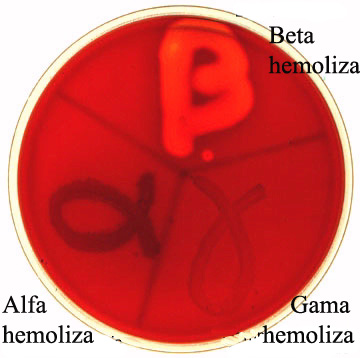 Beta
hemoliza
β
α
γ
Alfa
hemoliza
Gama
hemoliza